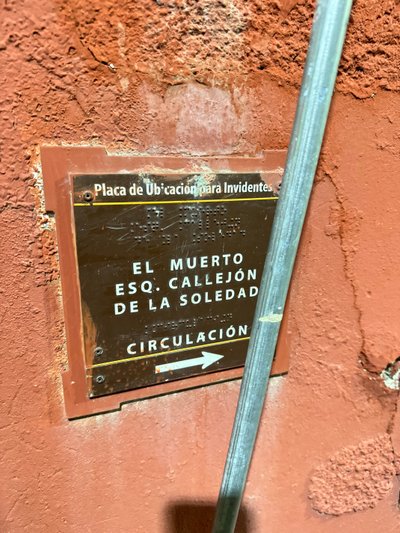 Placa de Ubicación para Invidentes
EL MUERTO
ESQ. CALLEJÓN
DE LA SOLEDAD
CIRCULACIÓN